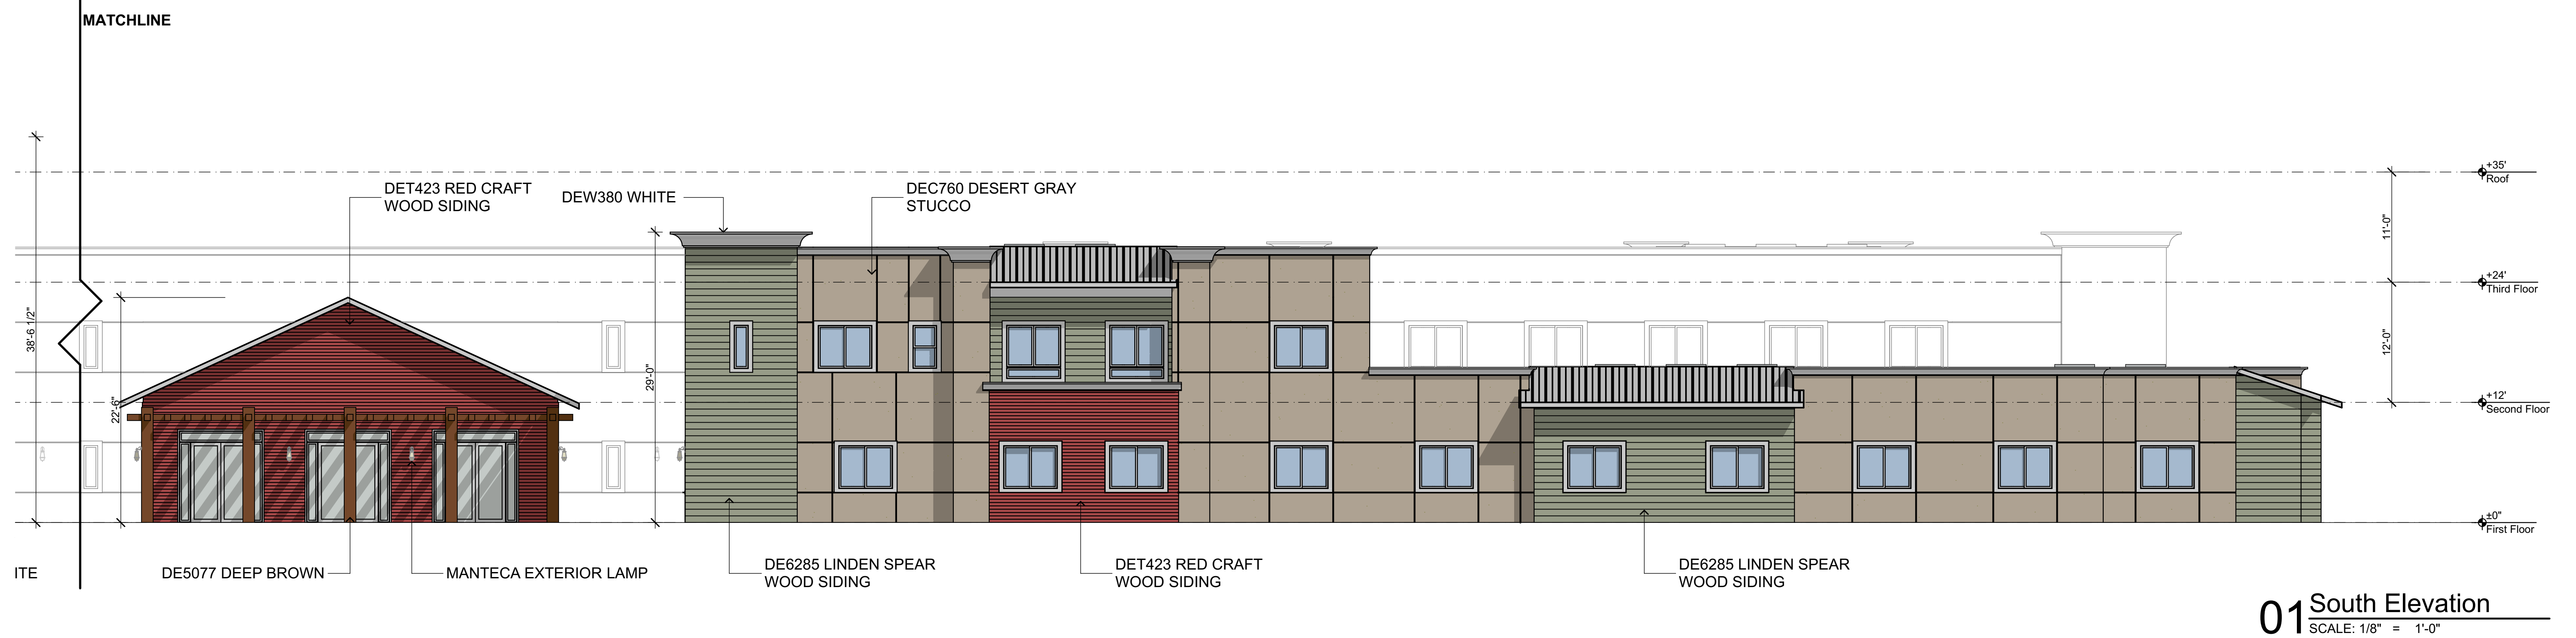 MATCHLINE
+35'
Roof
DET423 RED CRAFT
WOOD SIDING
DEW380 WHITE
DEC760 DESERT GRAY
STUCCO
11'-0"
+24'
Third Floor
38'-6 1/2"
12'-0"
29'-0"
22'-6"
+12'
Second Floor
±0"
First Floor
ITE
DE5077 DEEP BROWN
MANTECA EXTERIOR LAMP
DE6285 LINDEN SPEAR
WOOD SIDING
DET423 RED CRAFT
WOOD SIDING
DE6285 LINDEN SPEAR
WOOD SIDING
01 South Elevation
SCALE: 1/8" = 1'-0"